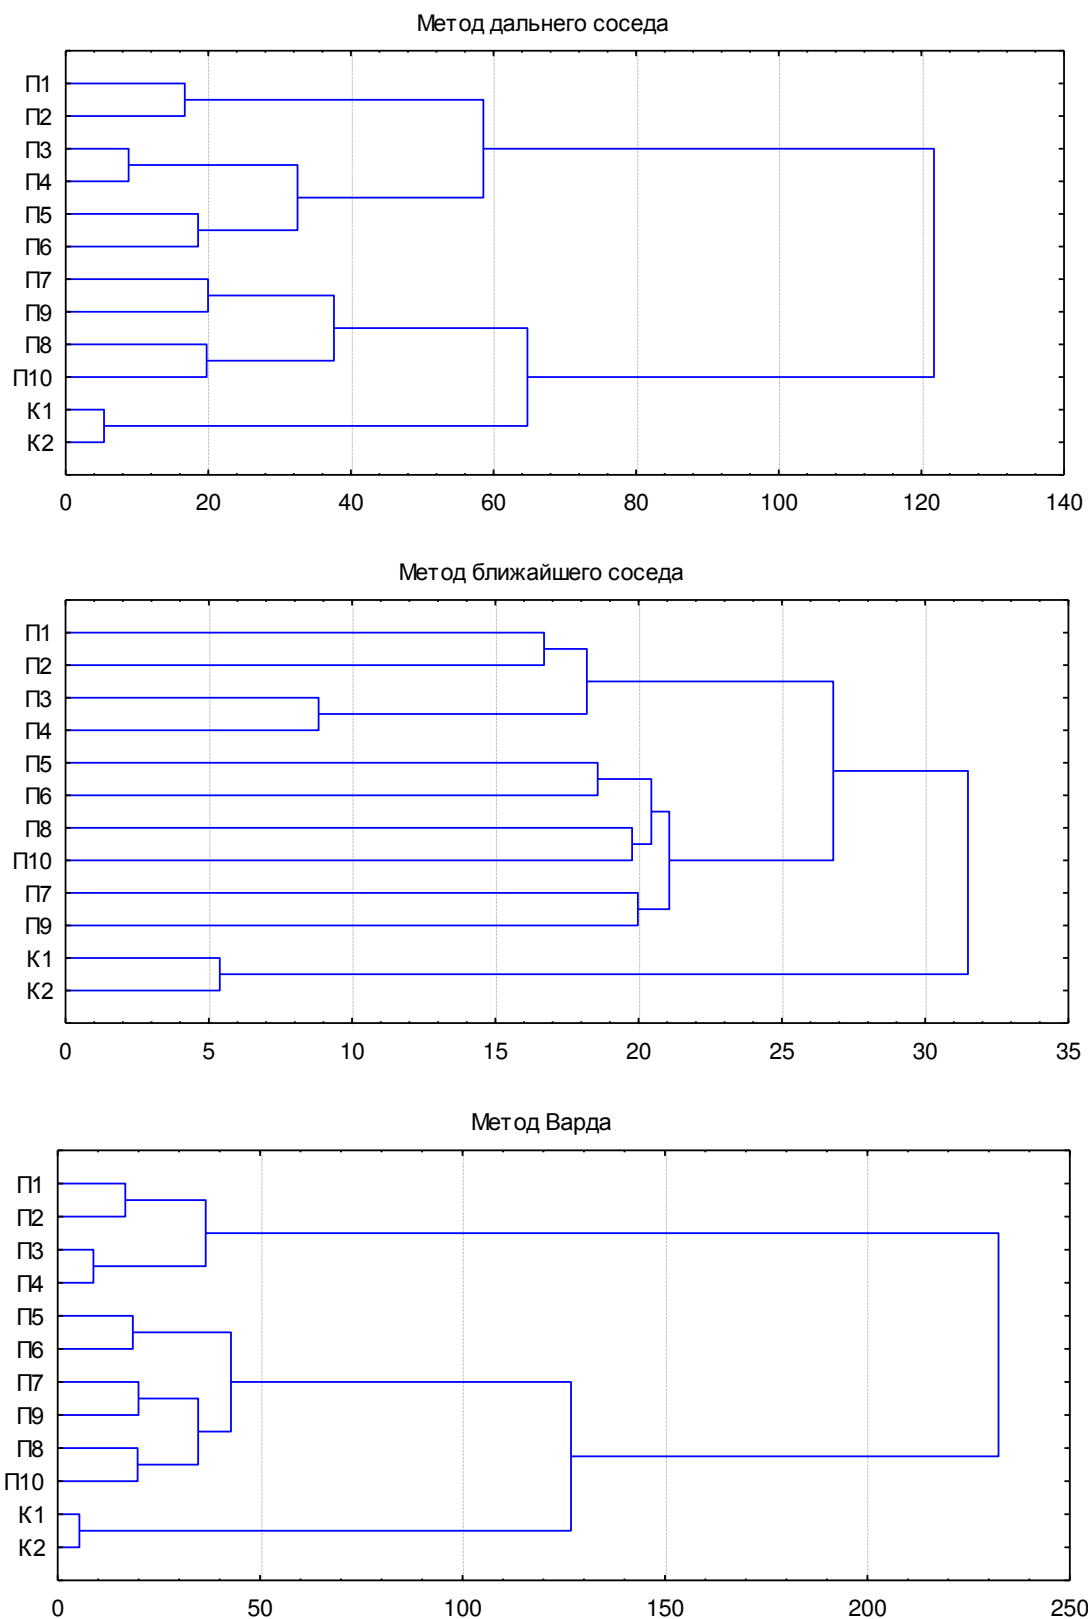 Метод дальнего соседа
П1
П2
П3
П4
П5
П6
П7
П9
П8
П10
К1
К2
0 20 40 60 80 100 120 140
Метод ближайшего соседа
П1
П2
П3
П4
П5
П6
П8
П10
П7
П9
К1
К2
0 5 10 15 20 25 30 35
Метод Варда
П1
П2
П3
П4
П5
П6
П7
П9
П8
П10
К1
К2
0 50 100 150 200 250